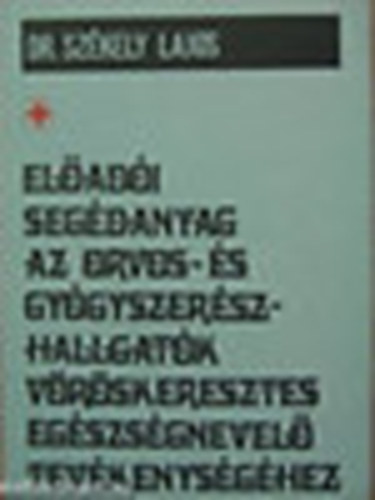 DR. SZÉKELY LAJOS
ELŐADÓI
SEGÉDANYAG
AZ ORVOS- ÉS
GYÓGYSZERÉSZ-
HALLGATÓK
VÖRÖSKERESZTES
EGÉSZSÉGNEVELŐ
TEVÉKENYSÉGÉHEZ